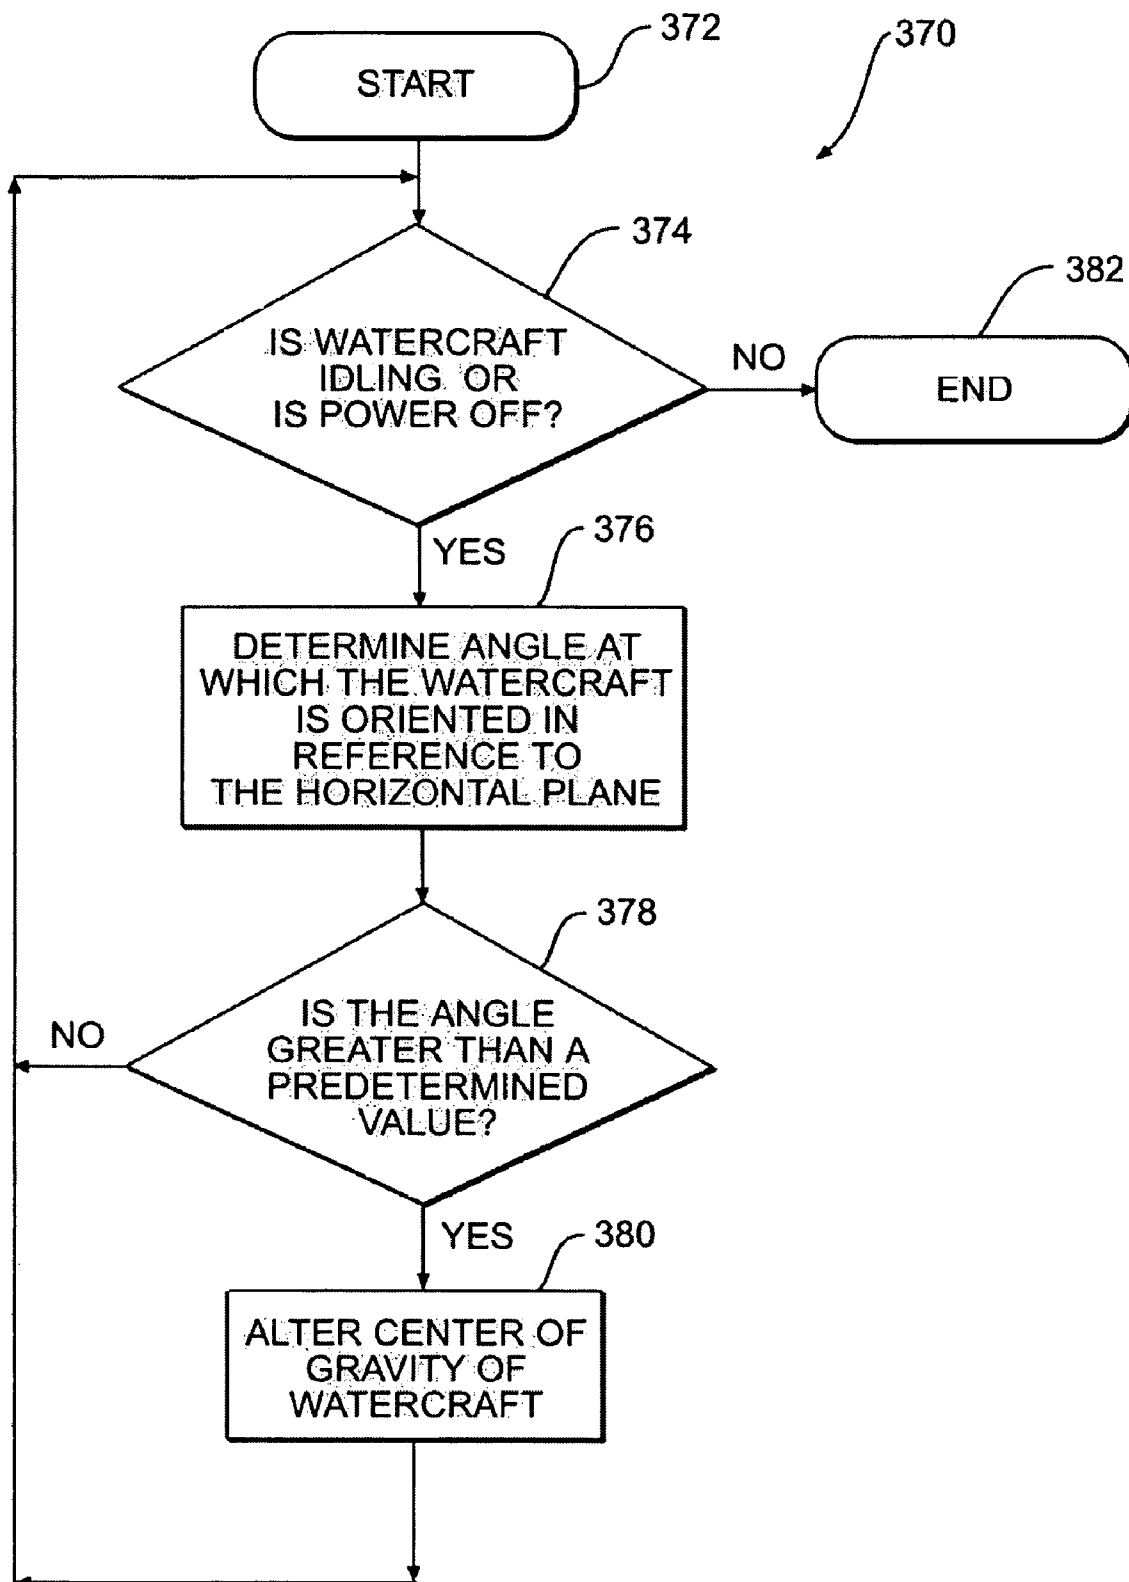 372
370
START
374
382
IS WATERCRAFT
IDLING OR
IS POWER OFF?
NO
END
YES
376
DETERMINE ANGLE AT
WHICH THE WATERCRAFT
IS ORIENTED IN
REFERENCE TO
THE HORIZONTAL PLANE
378
NO
IS THE ANGLE
GREATER THAN A
PREDETERMINED
VALUE?
YES
380
ALTER CENTER OF
GRAVITY OF
WATERCRAFT